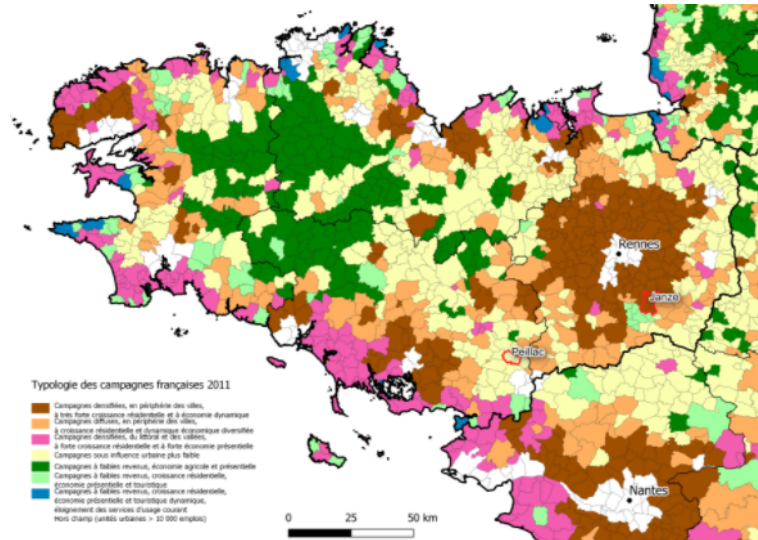 Rennes
Janzé
Peillac
Typologie des campagnes françaises 2011
Campagnes densifiées, en périphérie des villes,
à très forte croissance résidentielle et à économie dynamique
Campagnes diffuses, en périphérie des villes,
à croissance résidentielle et dynamique économique diversifiée
Campagnes densifiées, du littoral et des vallées,
à forte croissance résidentielle et à forte économie présentielle
Campagnes sous influence urbaine plus faible
Campagnes à faibles revenus, économie agricole et présentielle
Campagnes à faibles revenus, croissance résidentielle,
économie présentielle et touristique
Campagnes à faibles revenus, croissance résidentielle,
économie présentielle et touristique dynamique,
éloignement des services d'usage courant
Hors champ (unités urbaines > 10 000 emplois)
Nantes
0 25 50 km